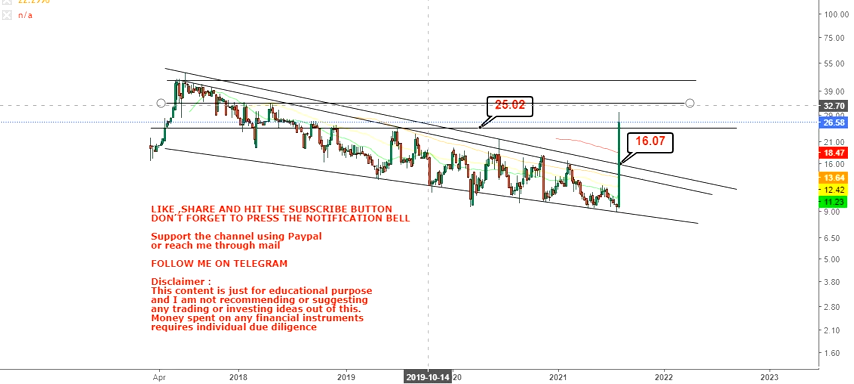 n/a
25.02
16.07
LIKE ,SHARE AND HIT THE SUBSCRIBE BUTTON
DON'T FORGET TO PRESS THE NOTIFICATION BELL
Support the channel using Paypal
or reach me through mail
FOLLOW ME ON TELEGRAM
Disclaimer :
This content is just for educational purpose
and I am not recommending or suggesting
any trading or investing ideas out of this.
Money spent on any financial instruments
requires individual due diligence
100.00
75.00
55.00
39.00
32.70
26.58
21.00
18.47
16.00
13.64
12.42
11.23
9.00
6.50
5.00
3.80
2.80
2.10
1.60
Apr 2018 2019 2019-10-14 20 2021 2022 2023